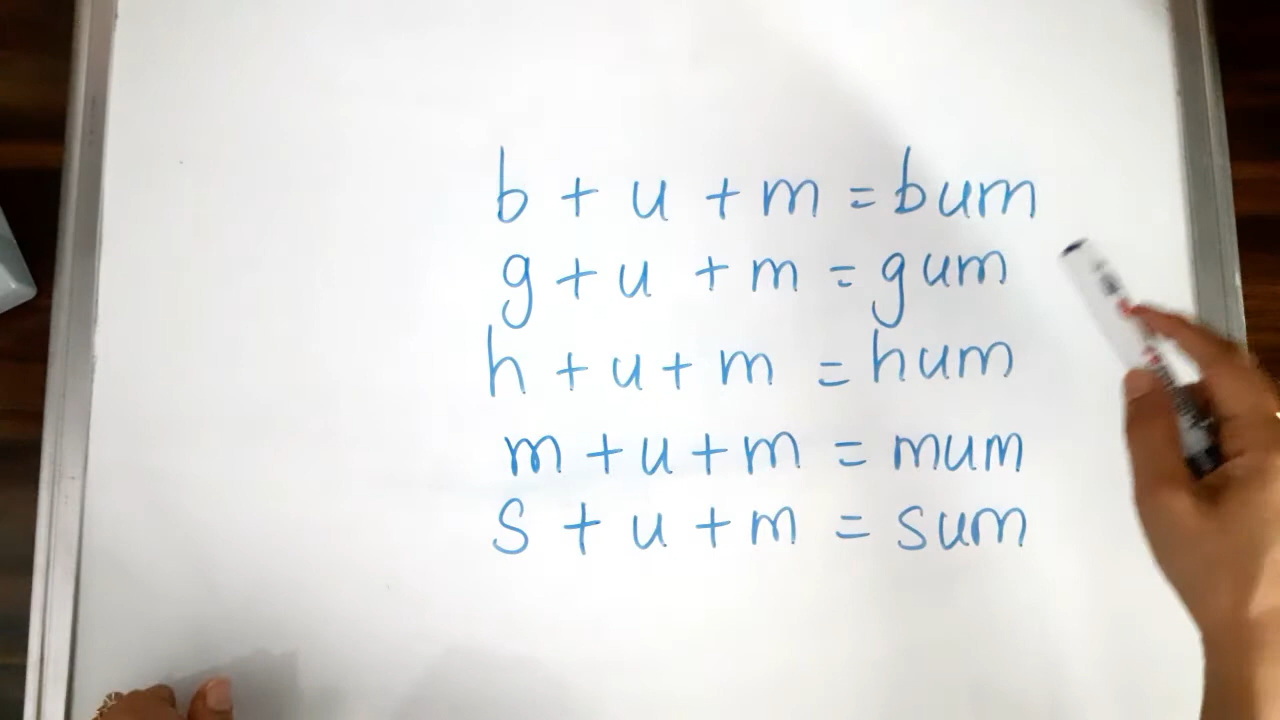 b + u + m = bum
g + u + m = gum
h + u + m = hum
m + u + m = mum
s + u + m = sum